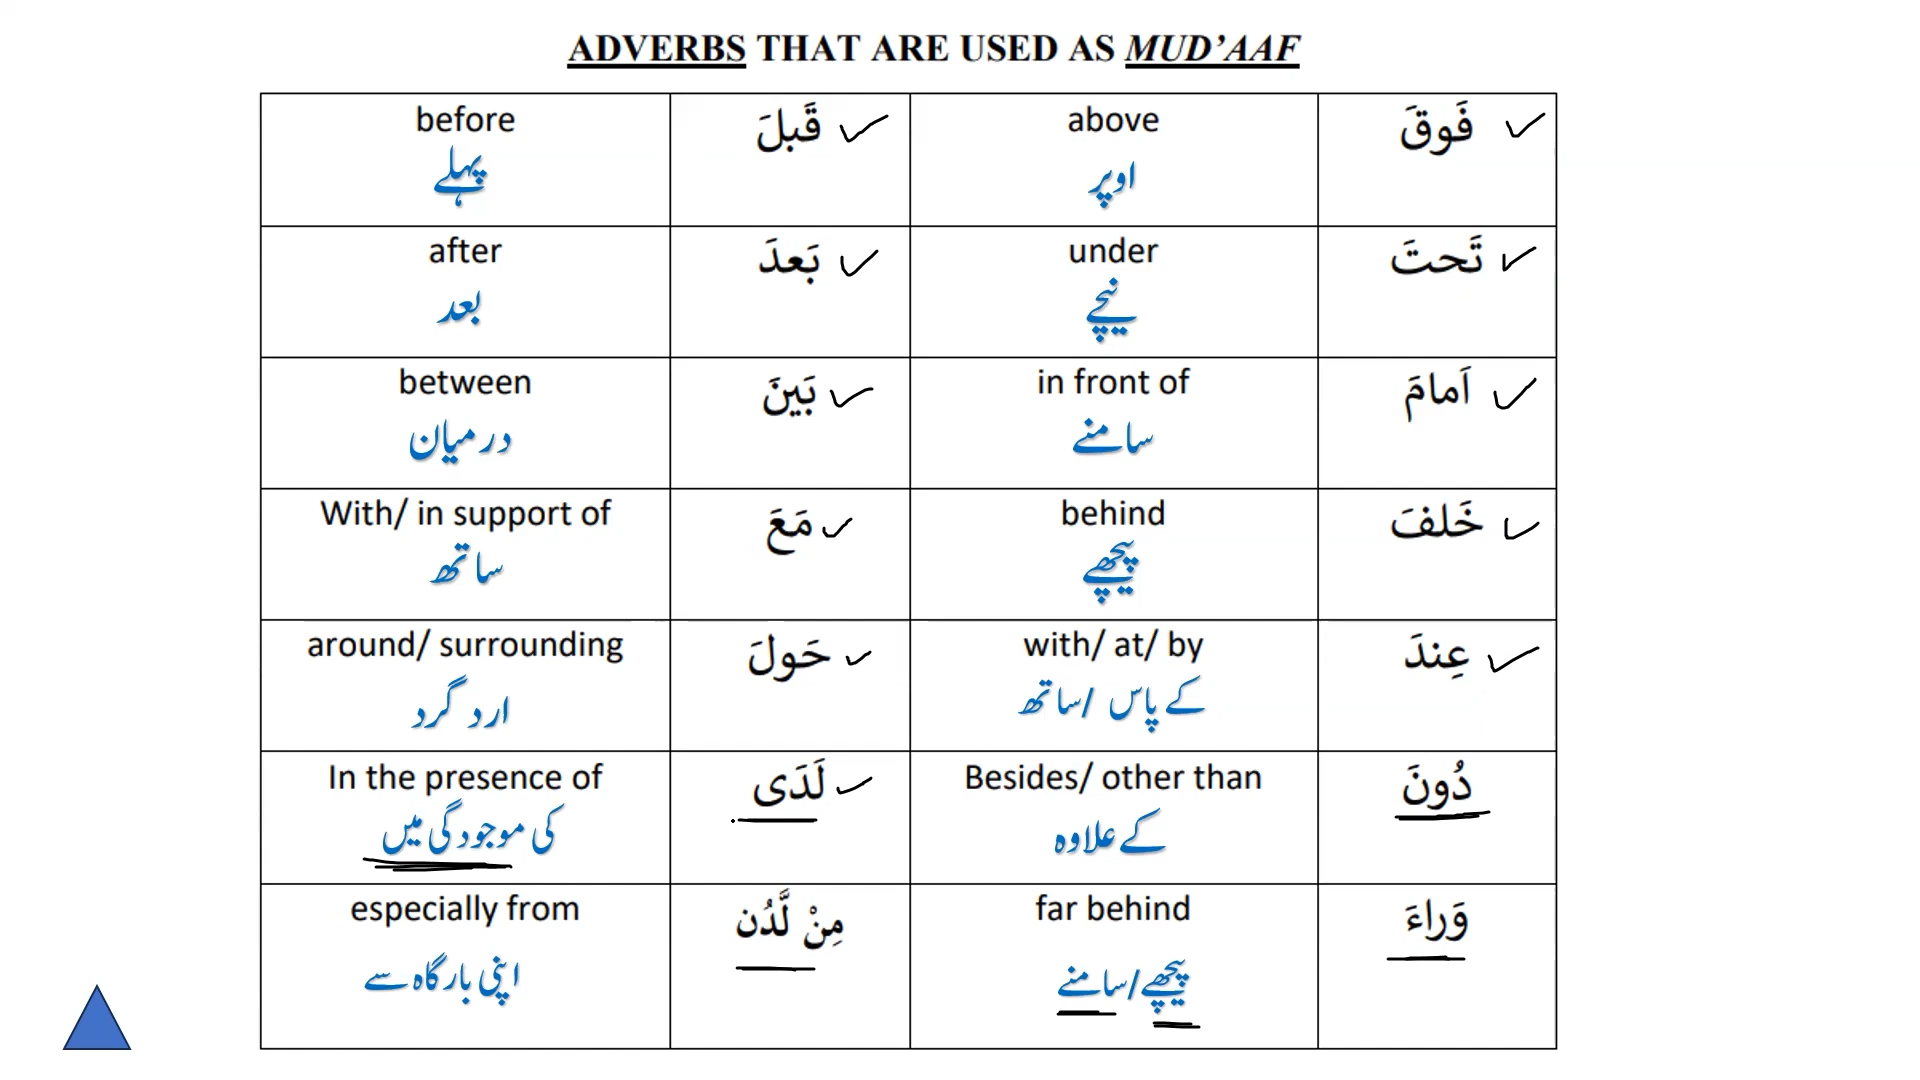 ADVERBS THAT ARE USED AS MUD’AAF
before
پہلے
قَبلَ
above
اوپر
فَوقَ
after
بعد
بَعدَ
under
نیچے
تَحتَ
between
درمیان
بَينَ
in front of
سامنے
اَمامَ
With/ in support of
ساتھ
مَعَ
behind
پیچھے
خَلفَ
around/ surrounding
ارد گرد
حَولَ
with/ at/ by
کے پاس /ساتھ
عِندَ
In the presence of
کی موجودگی میں
لَدَى
Besides/ other than
کے علاوہ
دُونَ
especially from
اپنی بارگاہ سے
مِنْ لَّدُن
far behind
پیچھے/سامنے
وَراءَ